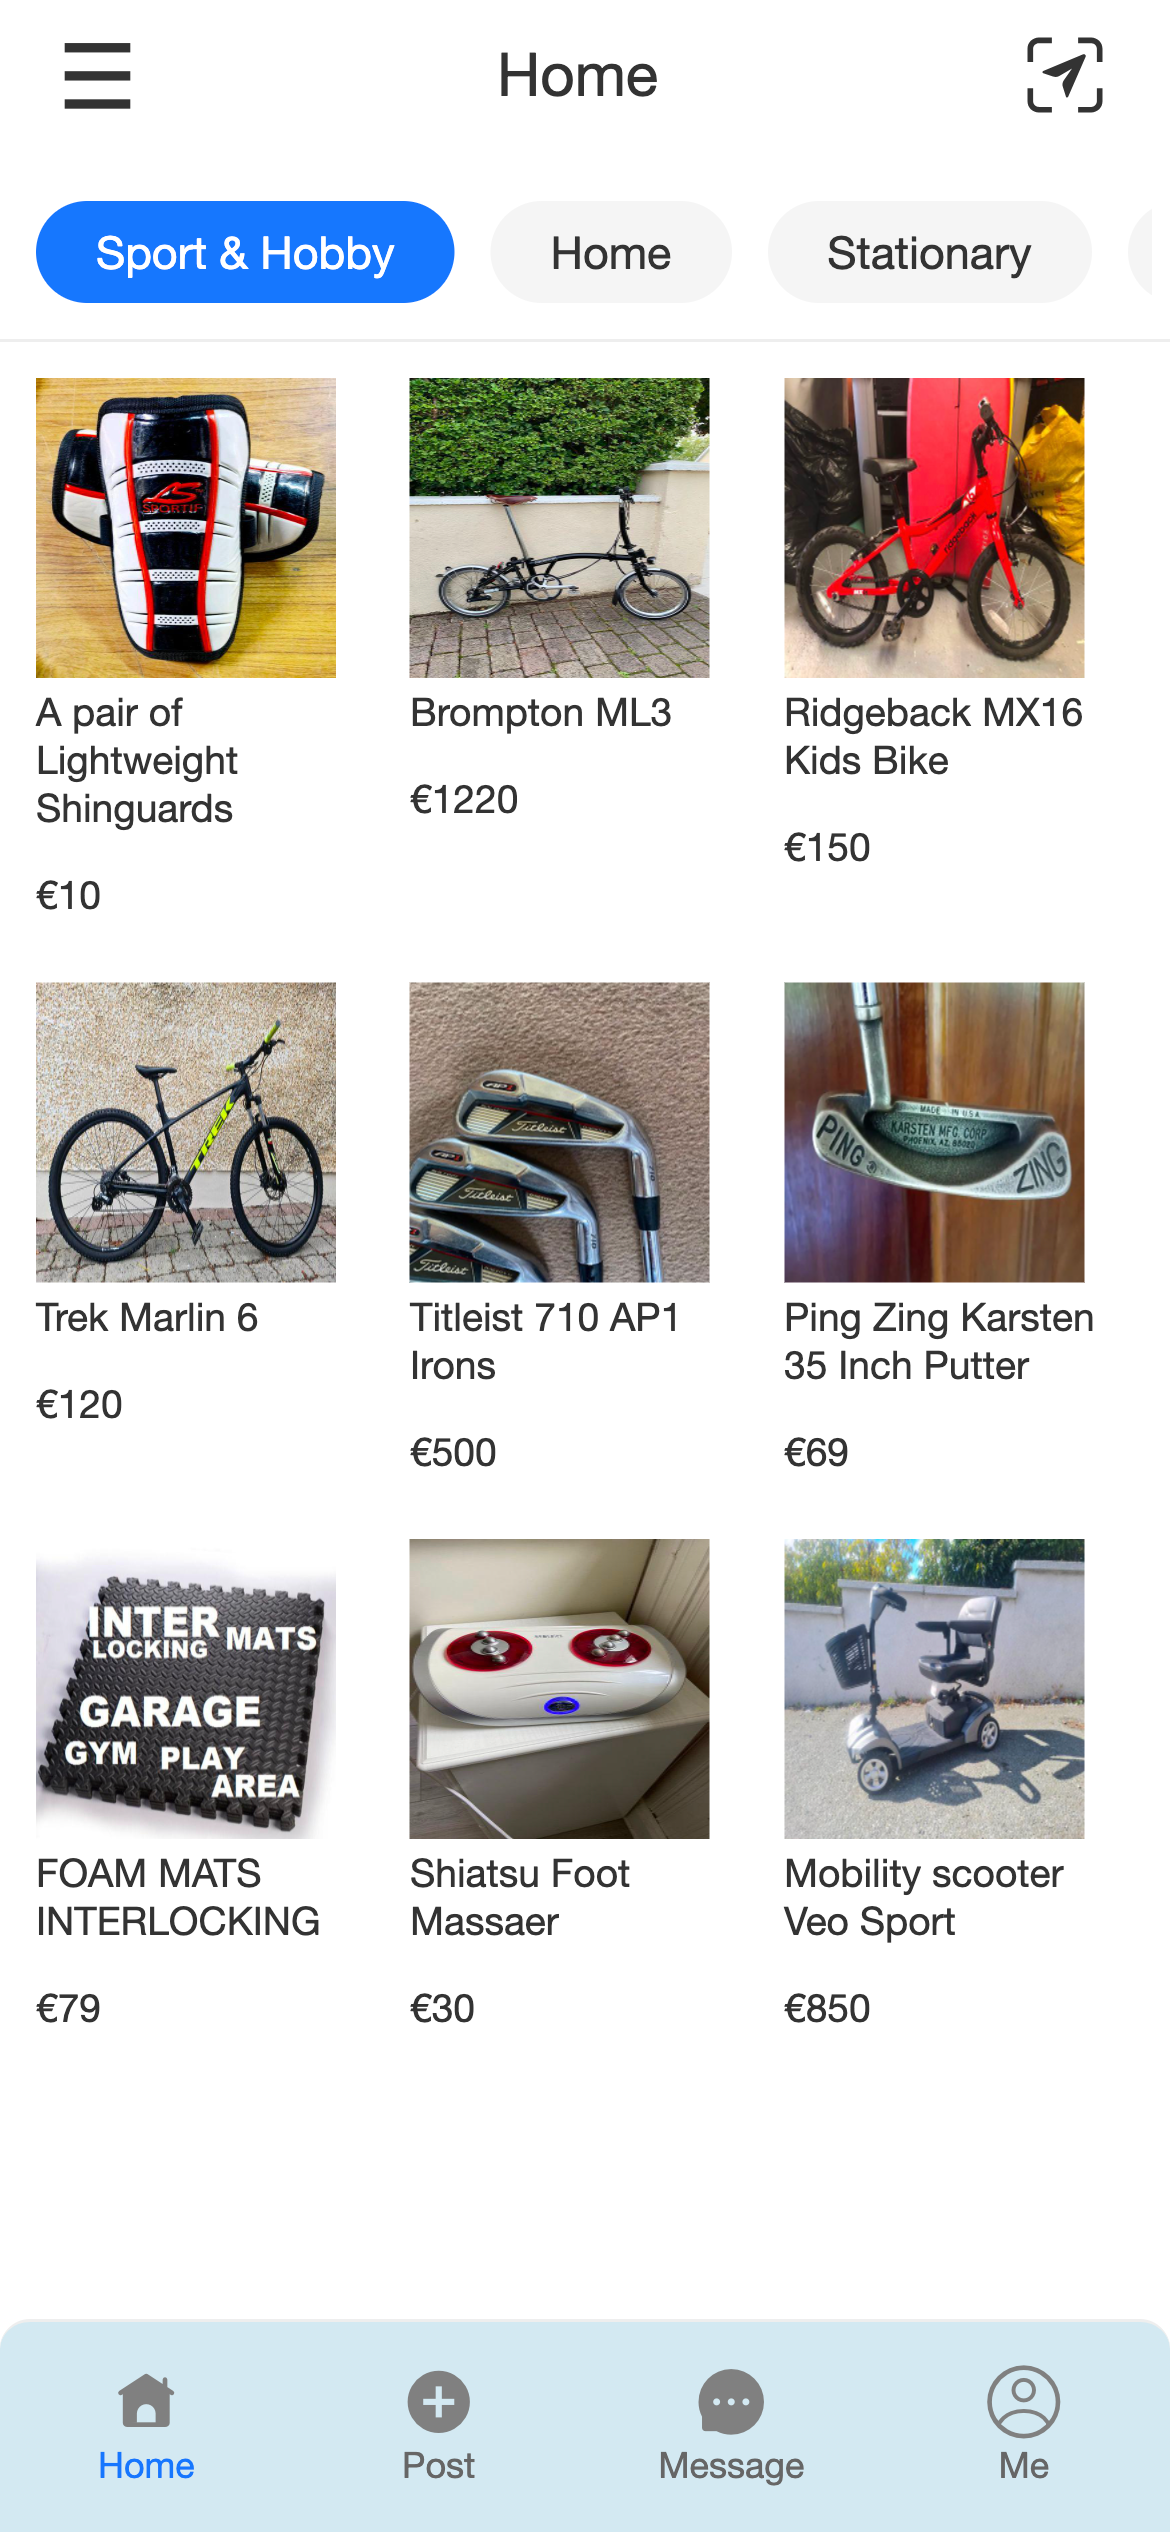 Home
Sport & Hobby
Home
Stationary
SPORTIF
ridgeback
A pair of
Lightweight
Shinguards
€10
Brompton ML3
€1220
Ridgeback MX16
Kids Bike
€150
TREK
AP1
Titleist
Titleist
Titleist
MADE IN U.S.A.
KARSTEN MFG. CORP.
PHOENIX, AZ. 85029
PING
ZING
Trek Marlin 6
€120
Titleist 710 AP1
Irons
€500
Ping Zing Karsten
35 Inch Putter
€69
INTER
LOCKING MATS
GARAGE
GYM PLAY
AREA
FOAM MATS
INTERLOCKING
€79
Shiatsu Foot
Massaer
€30
Mobility scooter
Veo Sport
€850
Home
Post
Message
Me